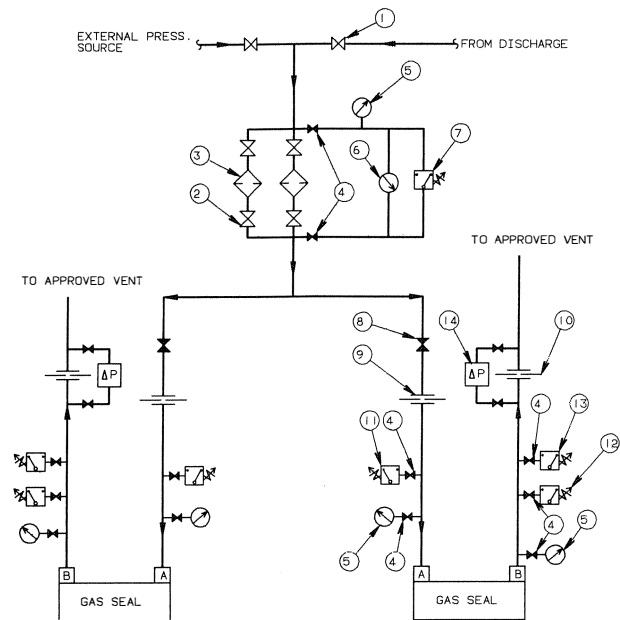 1
EXTERNAL PRESS.
SOURCE
FROM DISCHARGE
5
3
6
7
2
4
TO APPROVED VENT
TO APPROVED VENT
8
14
10
ΔP
ΔP
9
11
4
4
13
12
4
5
4
4
5
B
A
A
B
GAS SEAL
GAS SEAL